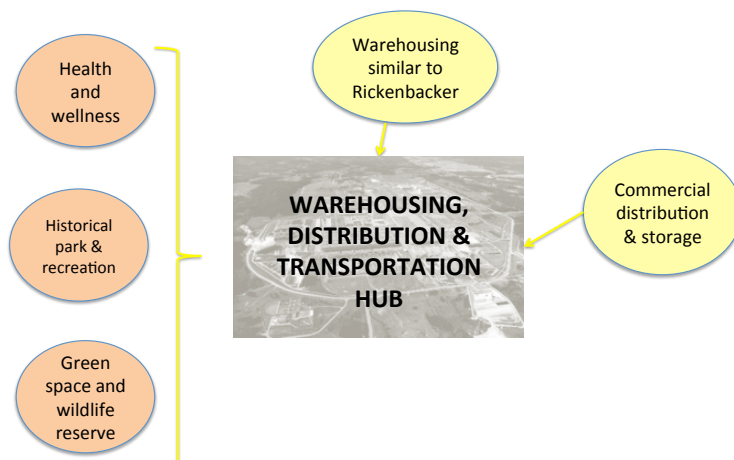 Health
and
wellness
Historical
park &
recreation
Green
space and
wildlife
reserve
Warehousing
similar to
Rickenbacker
WAREHOUSING,
DISTRIBUTION &
TRANSPORTATION
HUB
Commercial
distribution
& storage